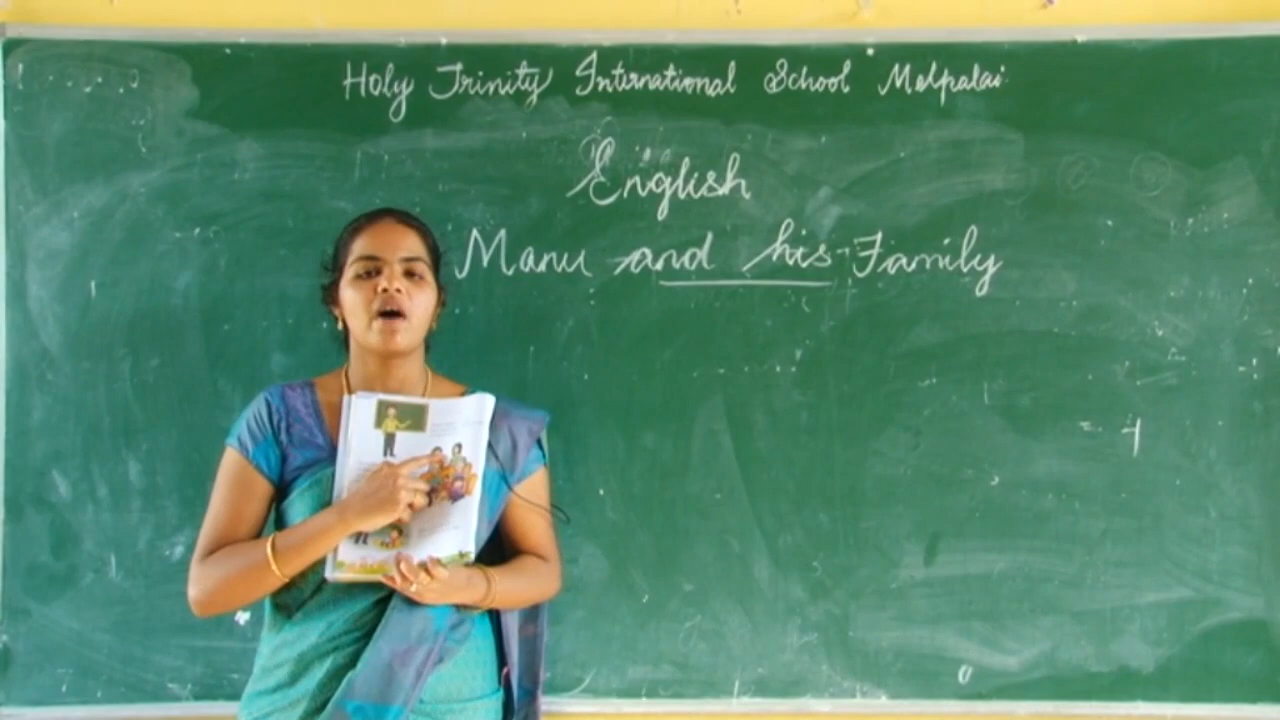 Holy Trinity International School Melpalai
English
Manu and his Family